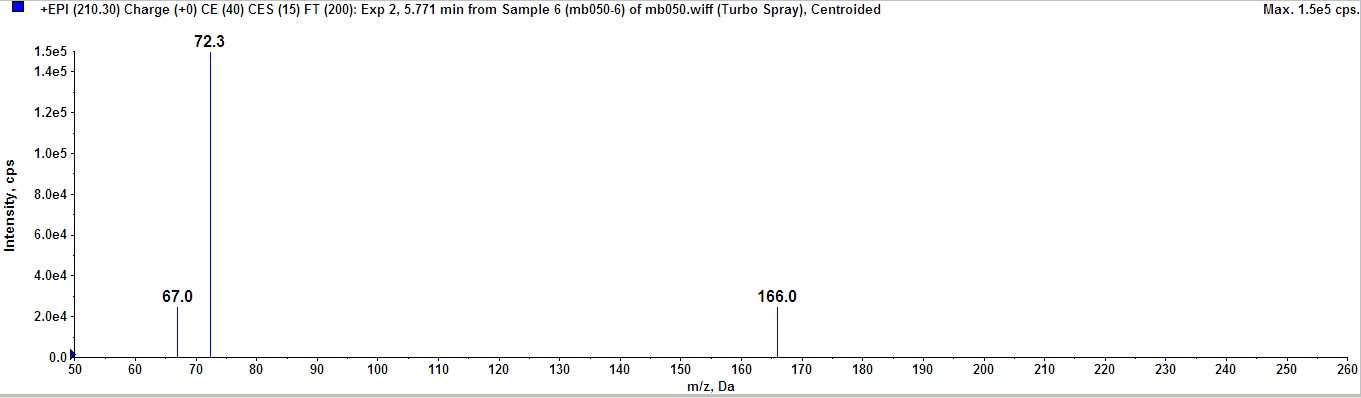 +EPI (210.30) Charge (+0) CE (40) CES (15) FT (200): Exp 2, 5.771 min from Sample 6 (mb050-6) of mb050.wiff (Turbo Spray), Centroided
Max. 1.5e5 cps.
72.3
1.5e5
1.4e5
1.2e5
1.0e5
8.0e4
6.0e4
4.0e4
2.0e4
0.0
Intensity, cps
67.0
166.0
50 60 70 80 90 100 110 120 130 140 150 160 170 180 190 200 210 220 230 240 250 260
m/z, Da